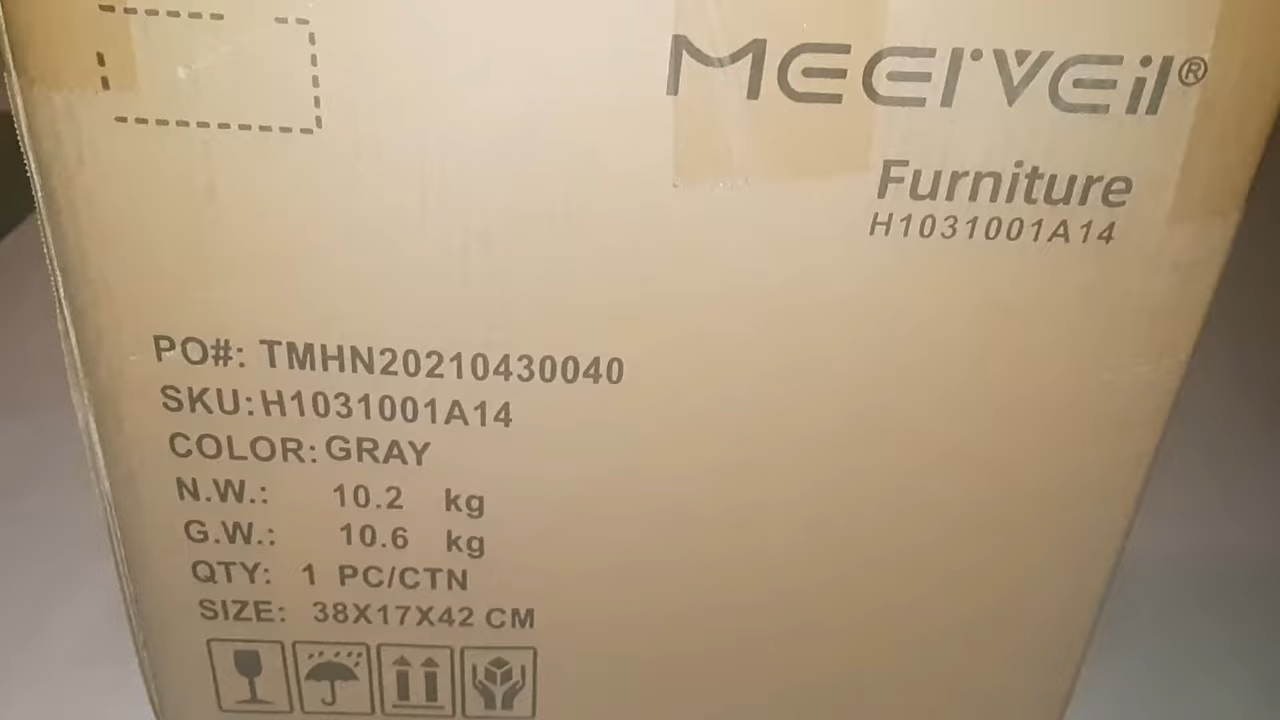 MEERVEIL®
Furniture
H1031001A14
PO#: TMHN20210430040
SKU: H1031001A14
COLOR: GRAY
N.W.: 10.2 kg
G.W.: 10.6 kg
QTY: 1 PC/CTN
SIZE: 38X17X42 CM